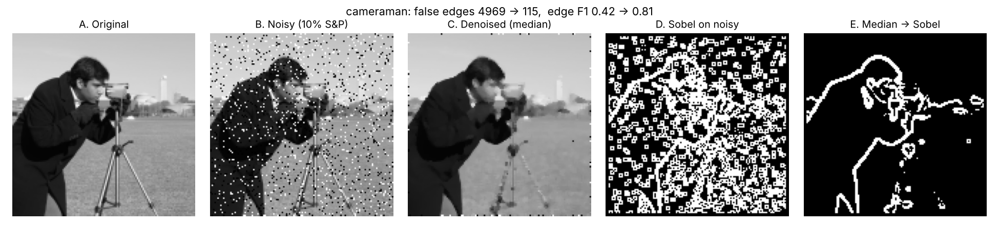 cameraman: false edges 4969 → 115, edge F1 0.42 → 0.81
A. Original
B. Noisy (10% S&P)
C. Denoised (median)
D. Sobel on noisy
E. Median → Sobel